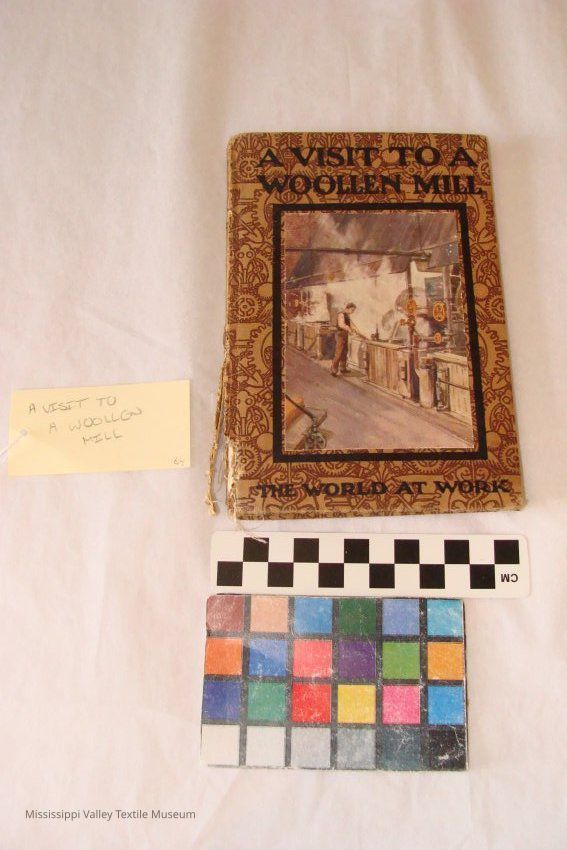 A VISIT TO A
WOOLLEN MILL
THE WORLD AT WORK
A VISIT TO
A WOOLLEN
MILL
CM
Mississippi Valley Textile Museum